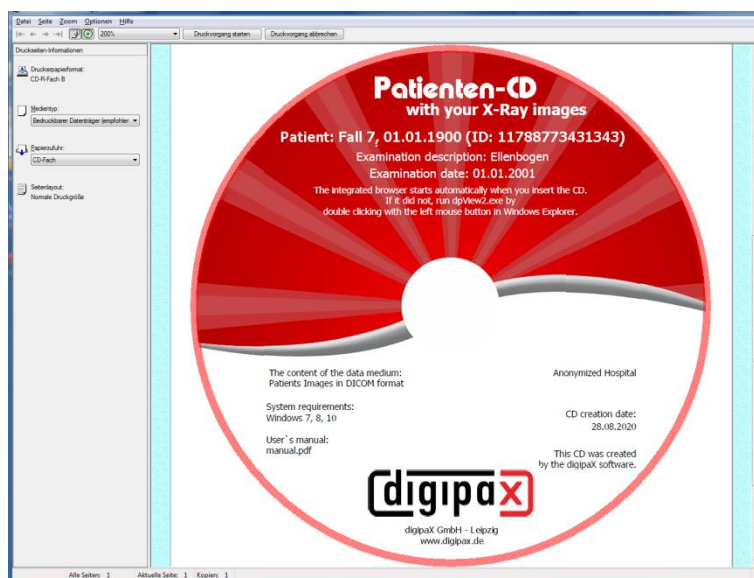 Datei Seite Zoom Optionen Hilfe
200%
Druckvorgang starten
Druckvorgang abbrechen
Druckseiten-Informationen
Druckerpapierformat:
CD-R-Fach B
Medientyp:
Bedruckbarer Datenträger (empfohlen
Papierzufuhr:
CD-Fach
Seitenlayout:
Normale Druckgröße
Patienten-CD
with your X-Ray images
Patient: Fall 7, 01.01.1900 (ID: 11788773431343)
Examination description: Ellenbogen
Examination date: 01.01.2001
The integrated browser starts automatically when you insert the CD.
If it did not, run dpView2.exe by
double clicking with the left mouse button in Windows Explorer.
The content of the data medium:
Patients Images in DICOM format
System requirements:
Windows 7, 8, 10
User`s manual:
manual.pdf
Anonymized Hospital
CD creation date:
28.08.2020
This CD was created
by the digipaX software.
digipax
digipaX GmbH - Leipzig
www.digipax.de
Alle Seiten: 1 Aktuelle Seite: 1 Kopien: 1